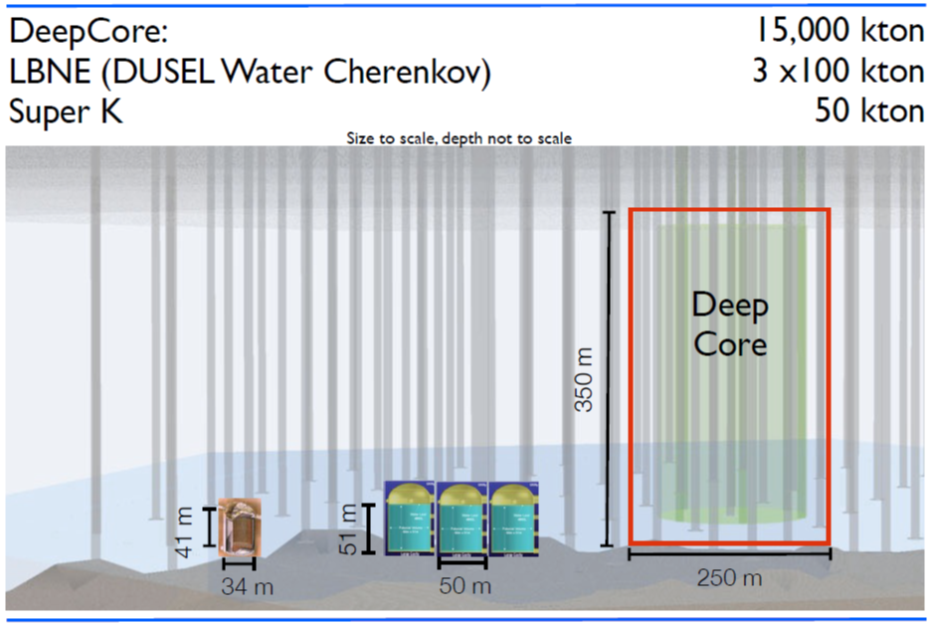 DeepCore: 15,000 kton
LBNE (DUSEL Water Cherenkov) 3 x100 kton
Super K 50 kton
Size to scale, depth not to scale
Deep
Core
350 m
41 m
51 m
34 m
50 m
250 m